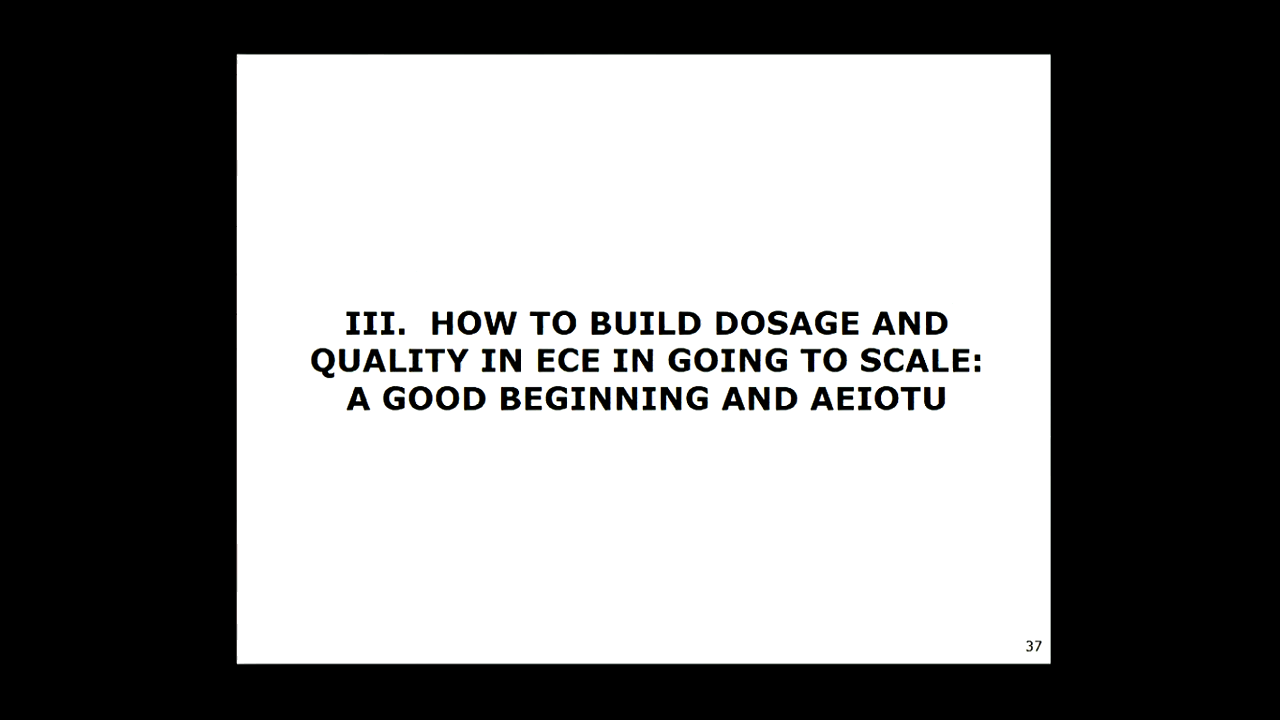 III. HOW TO BUILD DOSAGE AND
QUALITY IN ECE IN GOING TO SCALE:
A GOOD BEGINNING AND AEIOTU
37